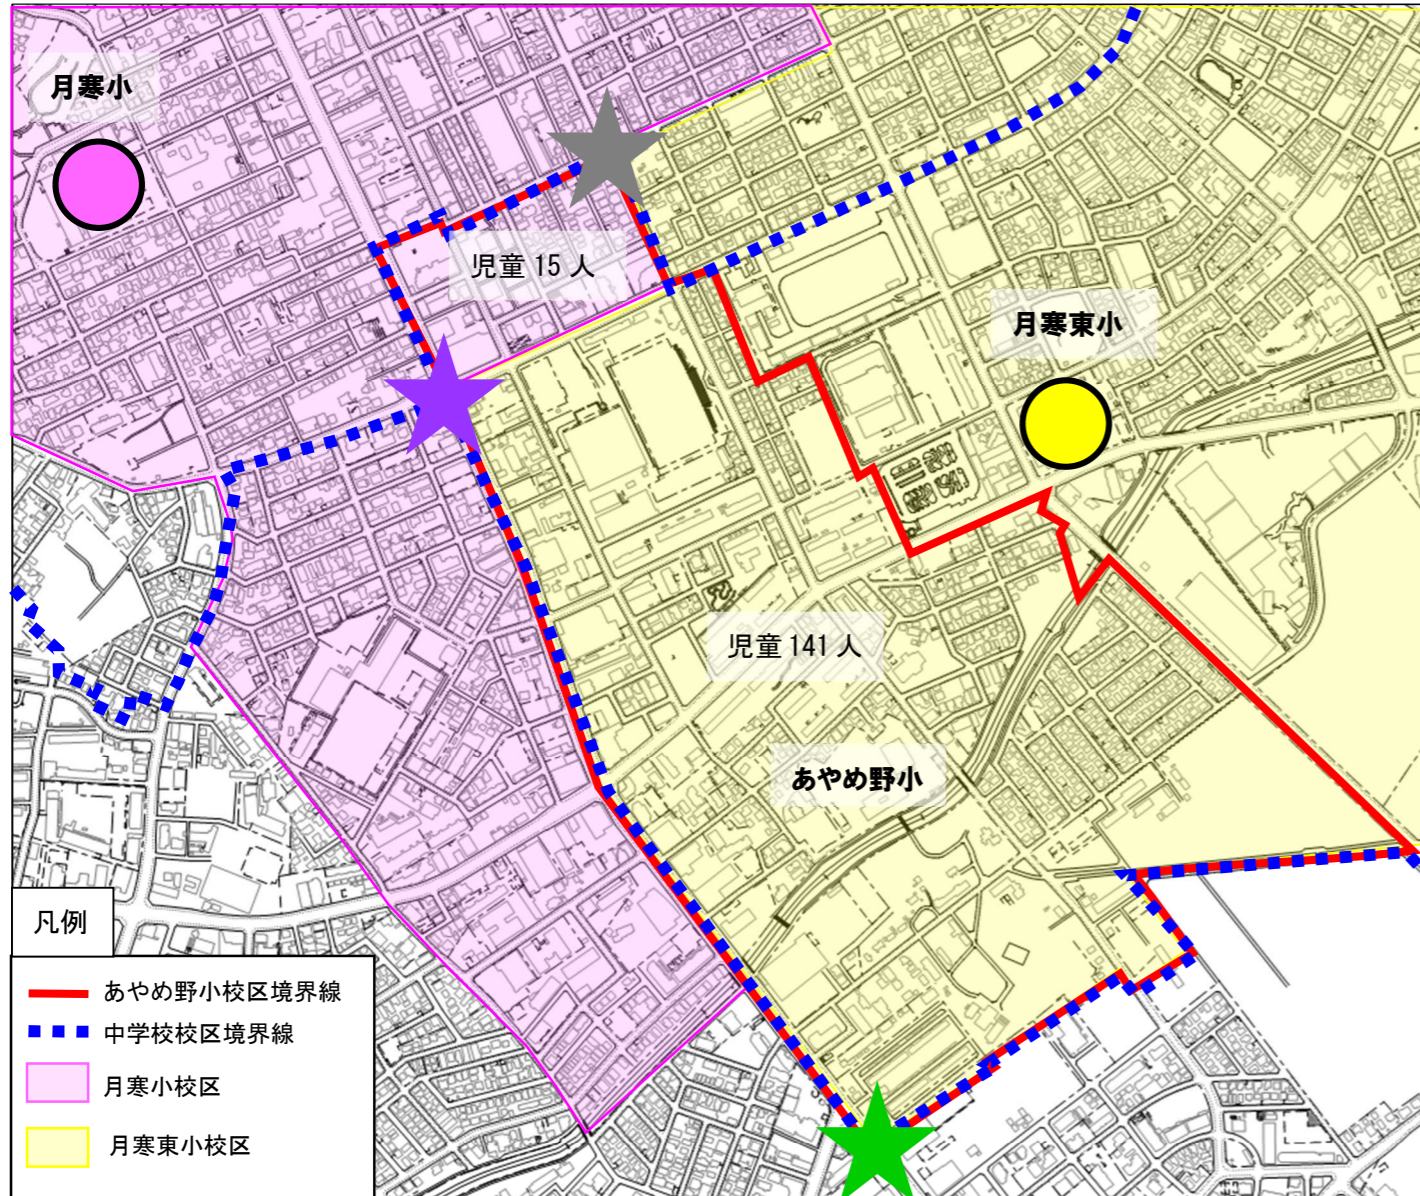 月寒小
児童 15 人
月寒東小
児童 141 人
あやめ野小
凡例
あやめ野小校区境界線
中学校校区境界線
月寒小校区
月寒東小校区